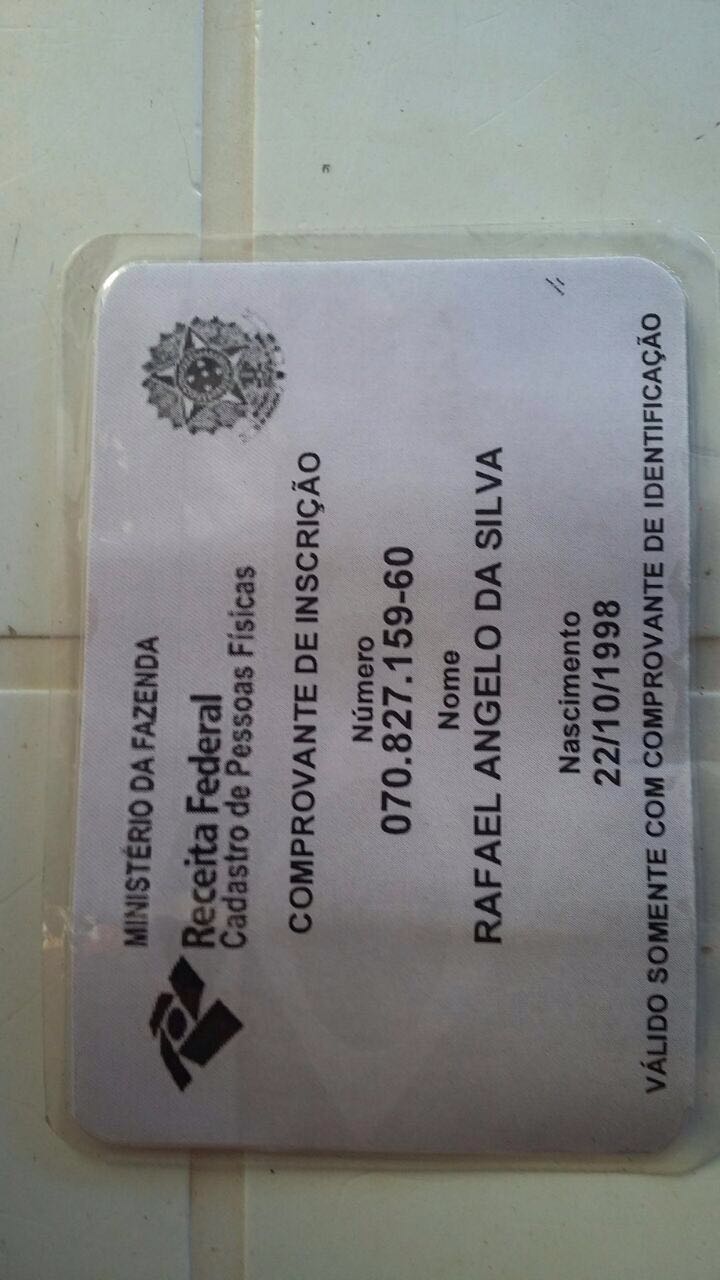 MINISTÉRIO DA FAZENDA
Receita Federal
Cadastro de Pessoas Físicas
COMPROVANTE DE INSCRIÇÃO
Número
070.827.159-60
Nome
RAFAEL ANGELO DA SILVA
Nascimento
22/10/1998
VÁLIDO SOMENTE COM COMPROVANTE DE IDENTIFICAÇÃO